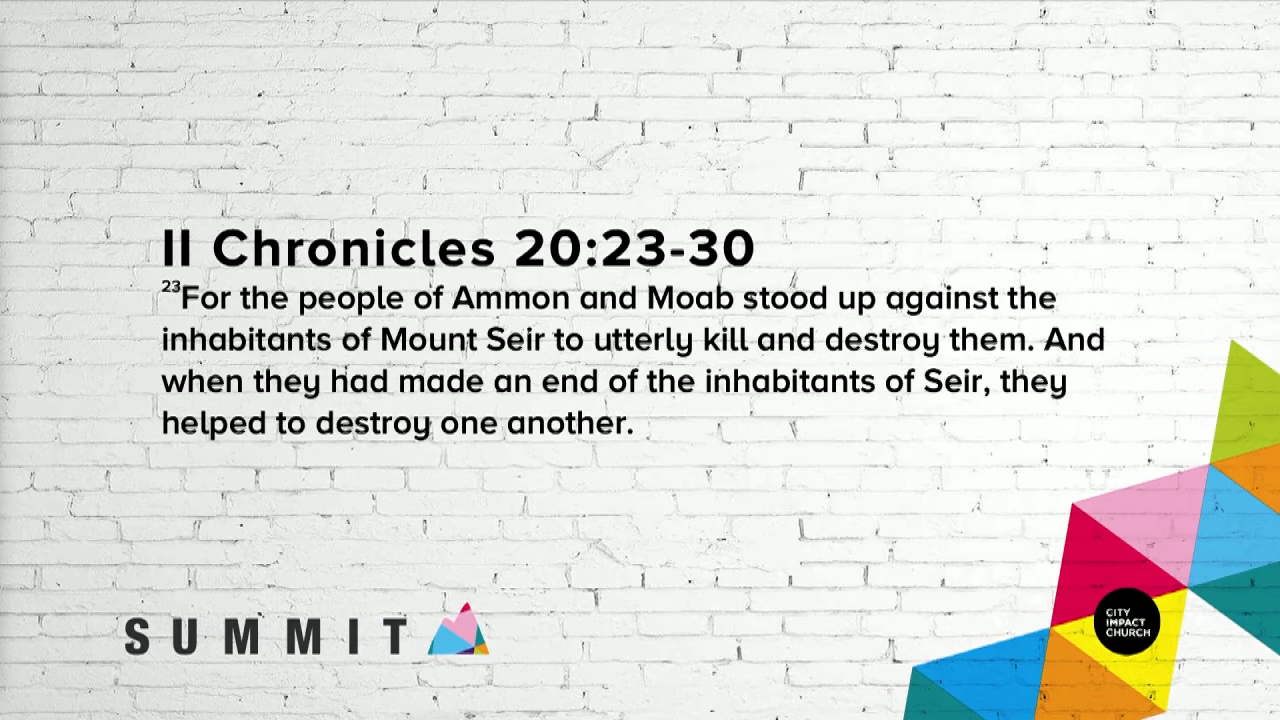 II Chronicles 20:23-30
23For the people of Ammon and Moab stood up against the
inhabitants of Mount Seir to utterly kill and destroy them. And
when they had made an end of the inhabitants of Seir, they
helped to destroy one another.
SUMMIT
CITY
IMPACT
CHURCH